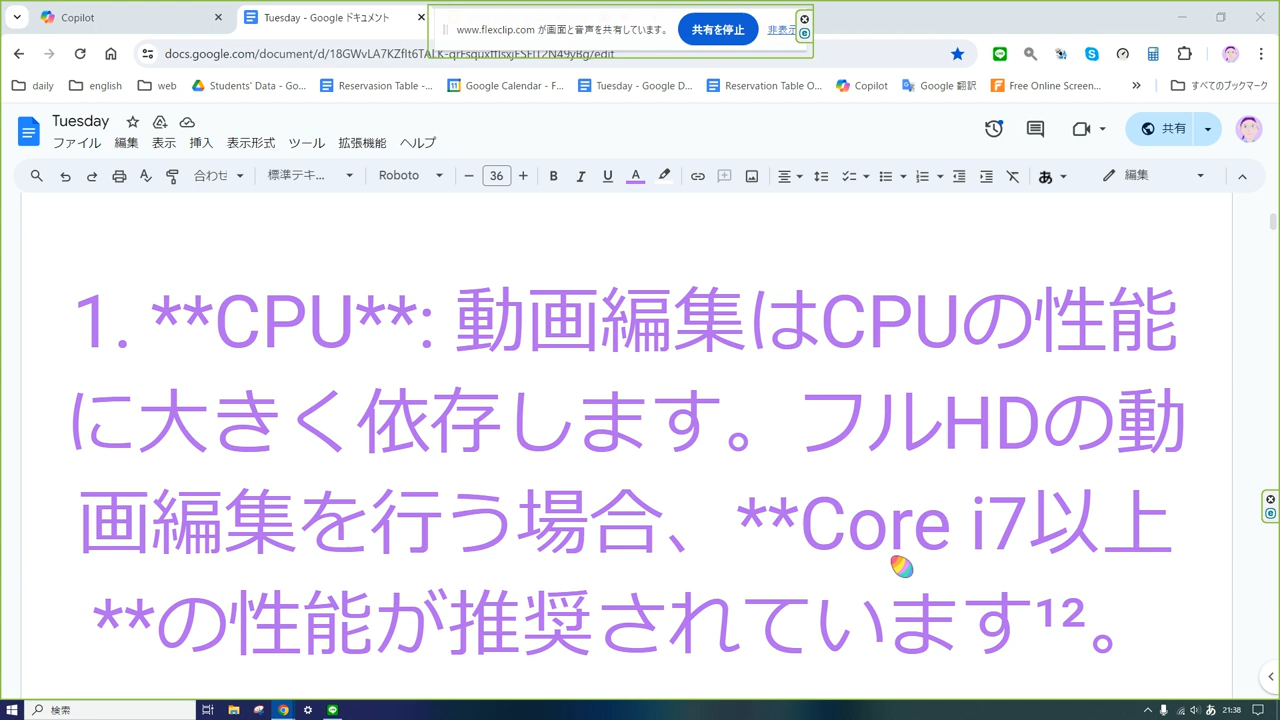 Copilot
Tuesday - Google ドキュメント
www.flexclip.com が画面と音声を共有しています。
共有を停止
非表示
docs.google.com/document/d/
/edit
daily
english
web
Students' Data - Go...
Reservasion Table -...
Google Calendar - F...
Tuesday - Google D...
Reservation Table O...
Copilot
Google 翻訳
Free Online Screen...
すべてのブックマーク
Tuesday
共有
ファイル 編集 表示 挿入 表示形式 ツール 拡張機能 ヘルプ
合わせ
標準テキ...
Roboto
36
B I U A
あ
編集
1. **CPU**: 動画編集はCPUの性能
に大きく依存します。フルHDの動
画編集を行う場合、**Core i7以上
**の性能が推奨されています¹²。
検索
あ
21:38